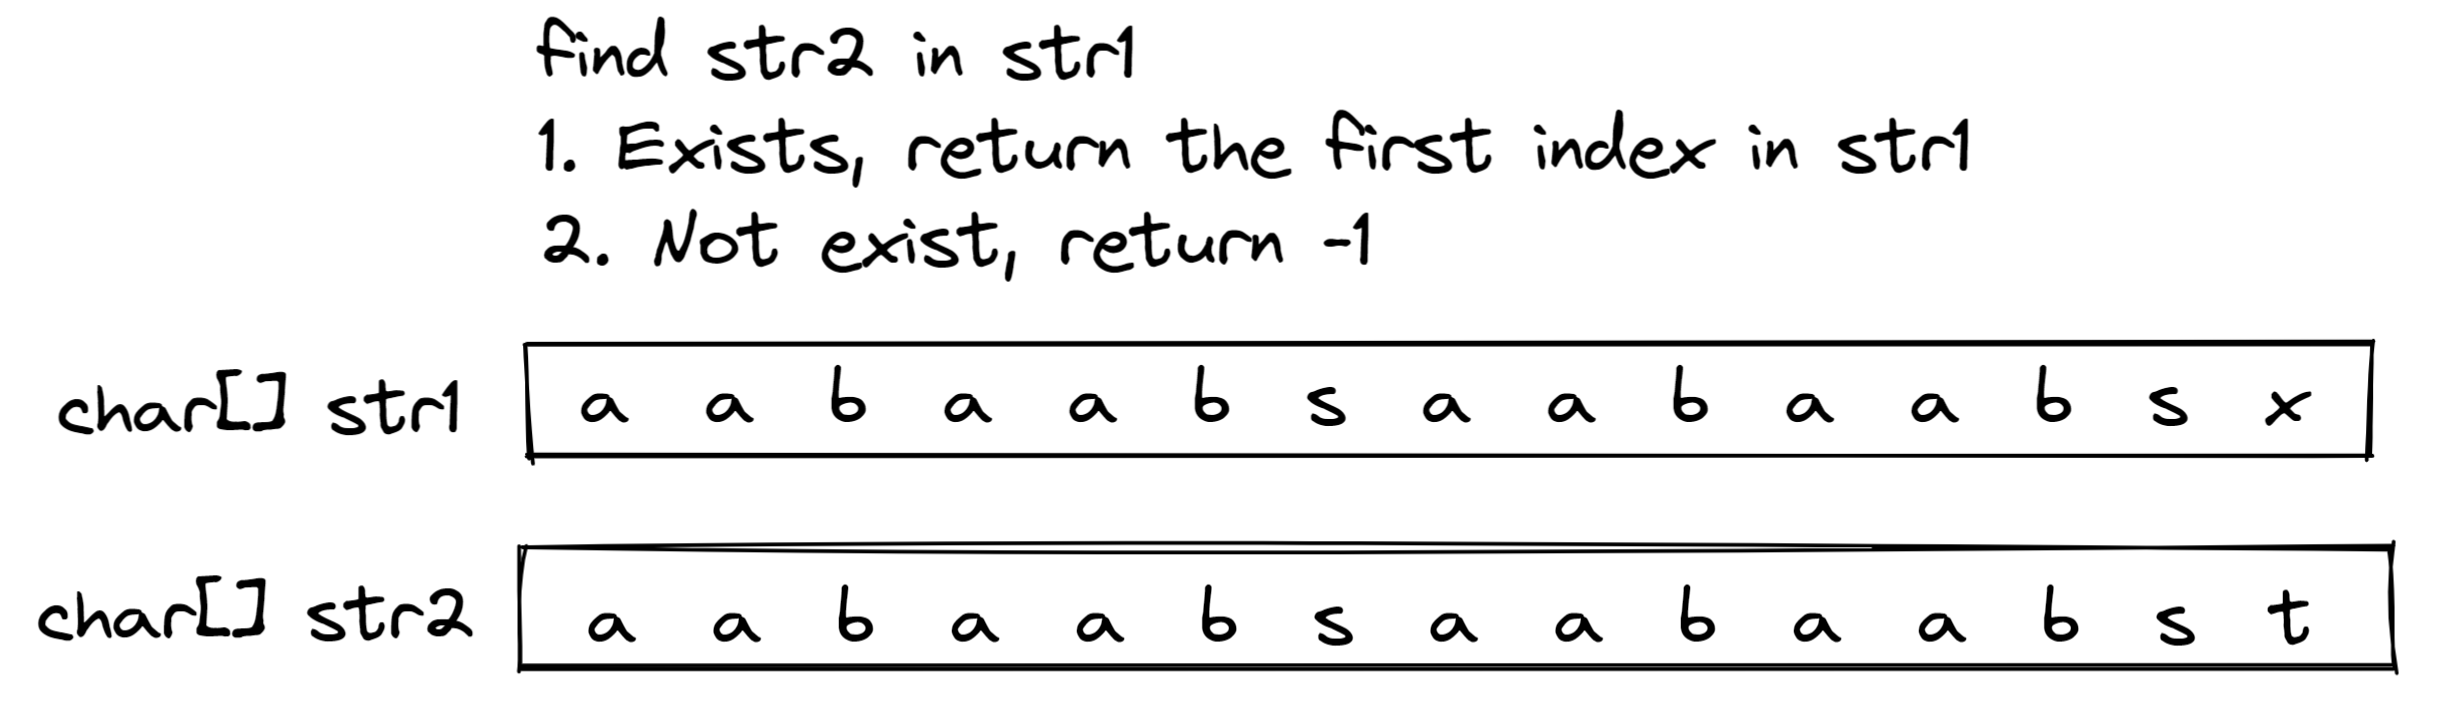 find str2 in str1
1. Exists, return the first index in str1
2. Not exist, return -1
char[] str1 a a b a a b s a a b a a b s x
char[] str2 a a b a a b s a a b a a b s t